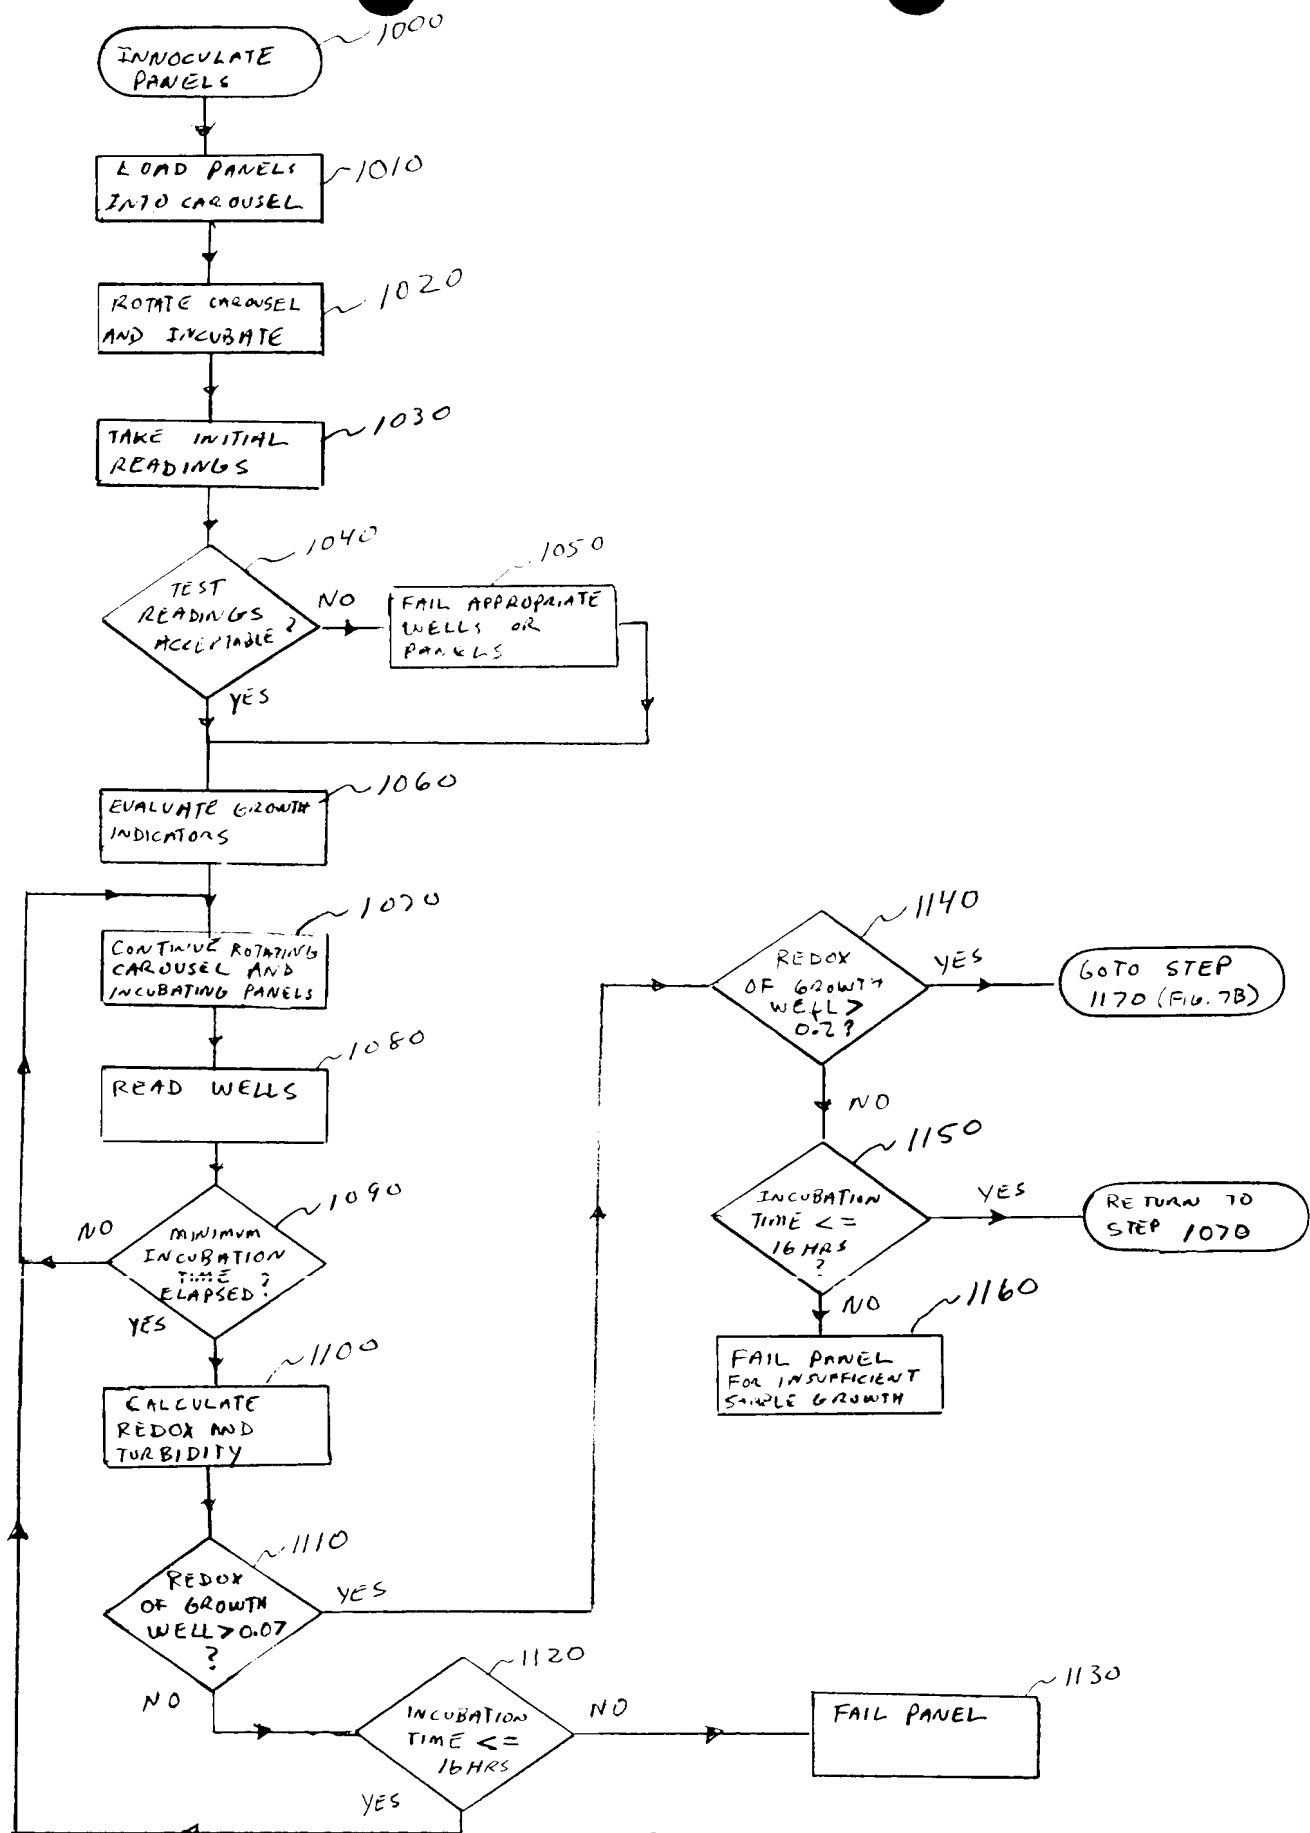 1000
INNOCULATE
PANELS
LOAD PANELS
INTO CAROUSEL
1010
ROTATE CAROUSEL
AND INCUBATE
1020
TAKE INITIAL
READINGS
1030
1040
TEST
READINGS
ACCEPTABLE?
NO
YES
1050
FAIL APPROPRIATE
WELLS OR
PANELS
1060
EVALUATE GROWTH
INDICATORS
1070
CONTINUE ROTATING
CAROUSEL AND
INCUBATING PANELS
1080
READ WELLS
1090
MINIMUM
INCUBATION
TIME
ELAPSED?
NO
YES
1100
CALCULATE
REDOX AND
TURBIDITY
1110
REDOX
OF GROWTH
WELL > 0.07
?
YES
NO
1120
INCUBATION
TIME <=
16 HRS
NO
YES
1130
FAIL PANEL
1140
REDOX
OF GROWTH
WELL >
0.2?
YES
NO
GOTO STEP
1170 (FIG. 7B)
1150
INCUBATION
TIME <=
16 HRS
?
YES
NO
RETURN TO
STEP 1070
1160
FAIL PANEL
FOR INSUFFICIENT
SAMPLE GROWTH